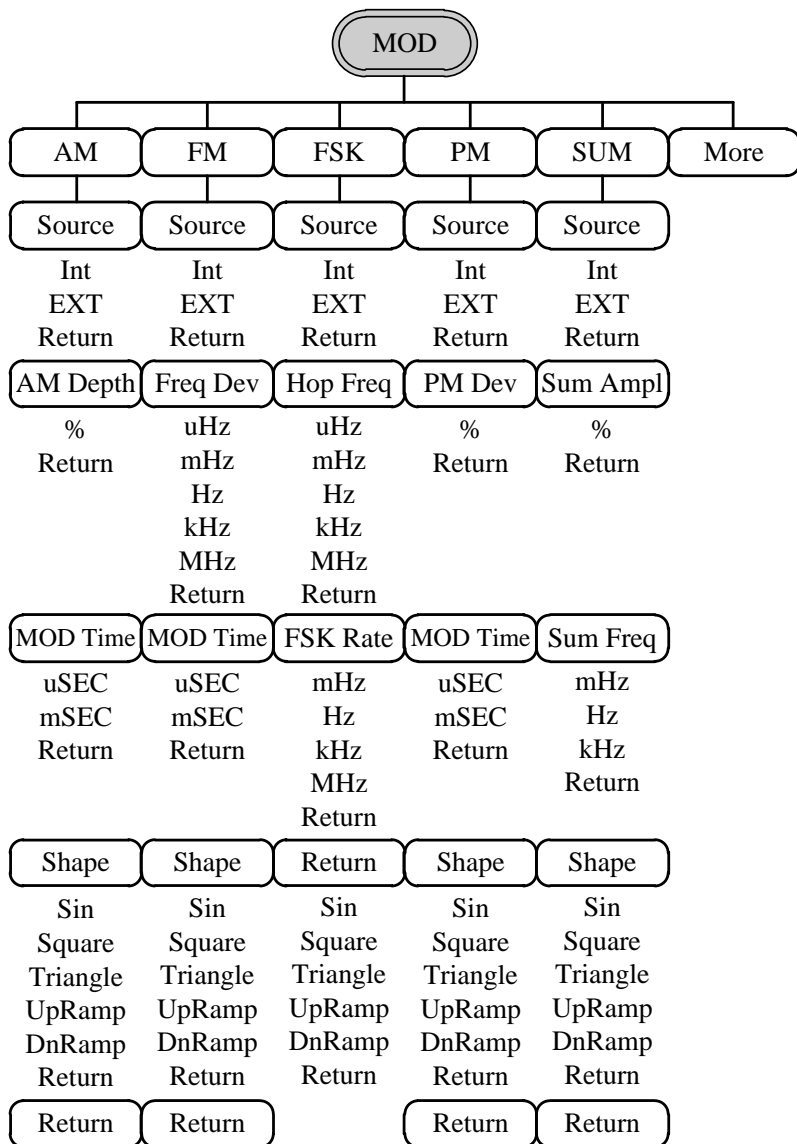 MOD
AM FM FSK PM SUM More
Source Source Source Source Source
Int Int Int Int Int
EXT EXT EXT EXT EXT
Return Return Return Return Return
AM Depth Freq Dev Hop Freq PM Dev Sum Ampl
% uHz uHz % %
Return mHz mHz Return Return
Hz Hz
kHz kHz
MHz MHz
Return Return
MOD Time MOD Time FSK Rate MOD Time Sum Freq
uSEC uSEC mHz uSEC mHz
mSEC mSEC Hz mSEC Hz
Return Return kHz Return kHz
MHz Return
Return
Shape Shape Return Shape Shape
Sin Sin Sin Sin Sin
Square Square Square Square Square
Triangle Triangle Triangle Triangle Triangle
UpRamp UpRamp UpRamp UpRamp UpRamp
DnRamp DnRamp DnRamp DnRamp DnRamp
Return Return Return Return Return
Return Return Return Return